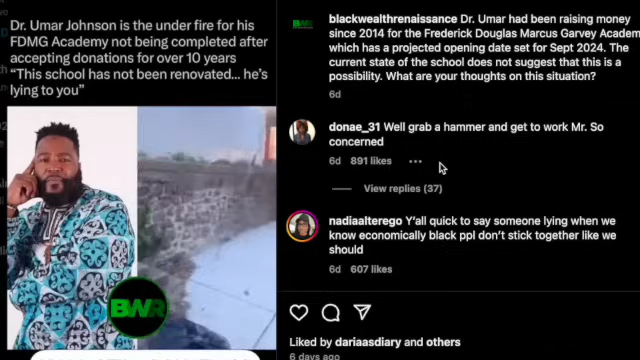 Dr. Umar Johnson is the under fire for his
FDMG Academy not being completed after
accepting donations for over 10 years
"This school has not been renovated... he's
lying to you"
BWR
blackwealthrenaissance Dr. Umar had been raising money
since 2014 for the Frederick Douglas Marcus Garvey Academ
which has a projected opening date set for Sept 2024. The
current state of the school does not suggest that this is a
possibility. What are your thoughts on this situation?
6d
donae_31 Well grab a hammer and get to work Mr. So
concerned
6d 891 likes ...
View replies (37)
nadiaalterego Y'all quick to say someone lying when we
know economically black ppl don't stick together like we
should
6d 607 likes
Liked by dariaasdiary and others
6 days ago